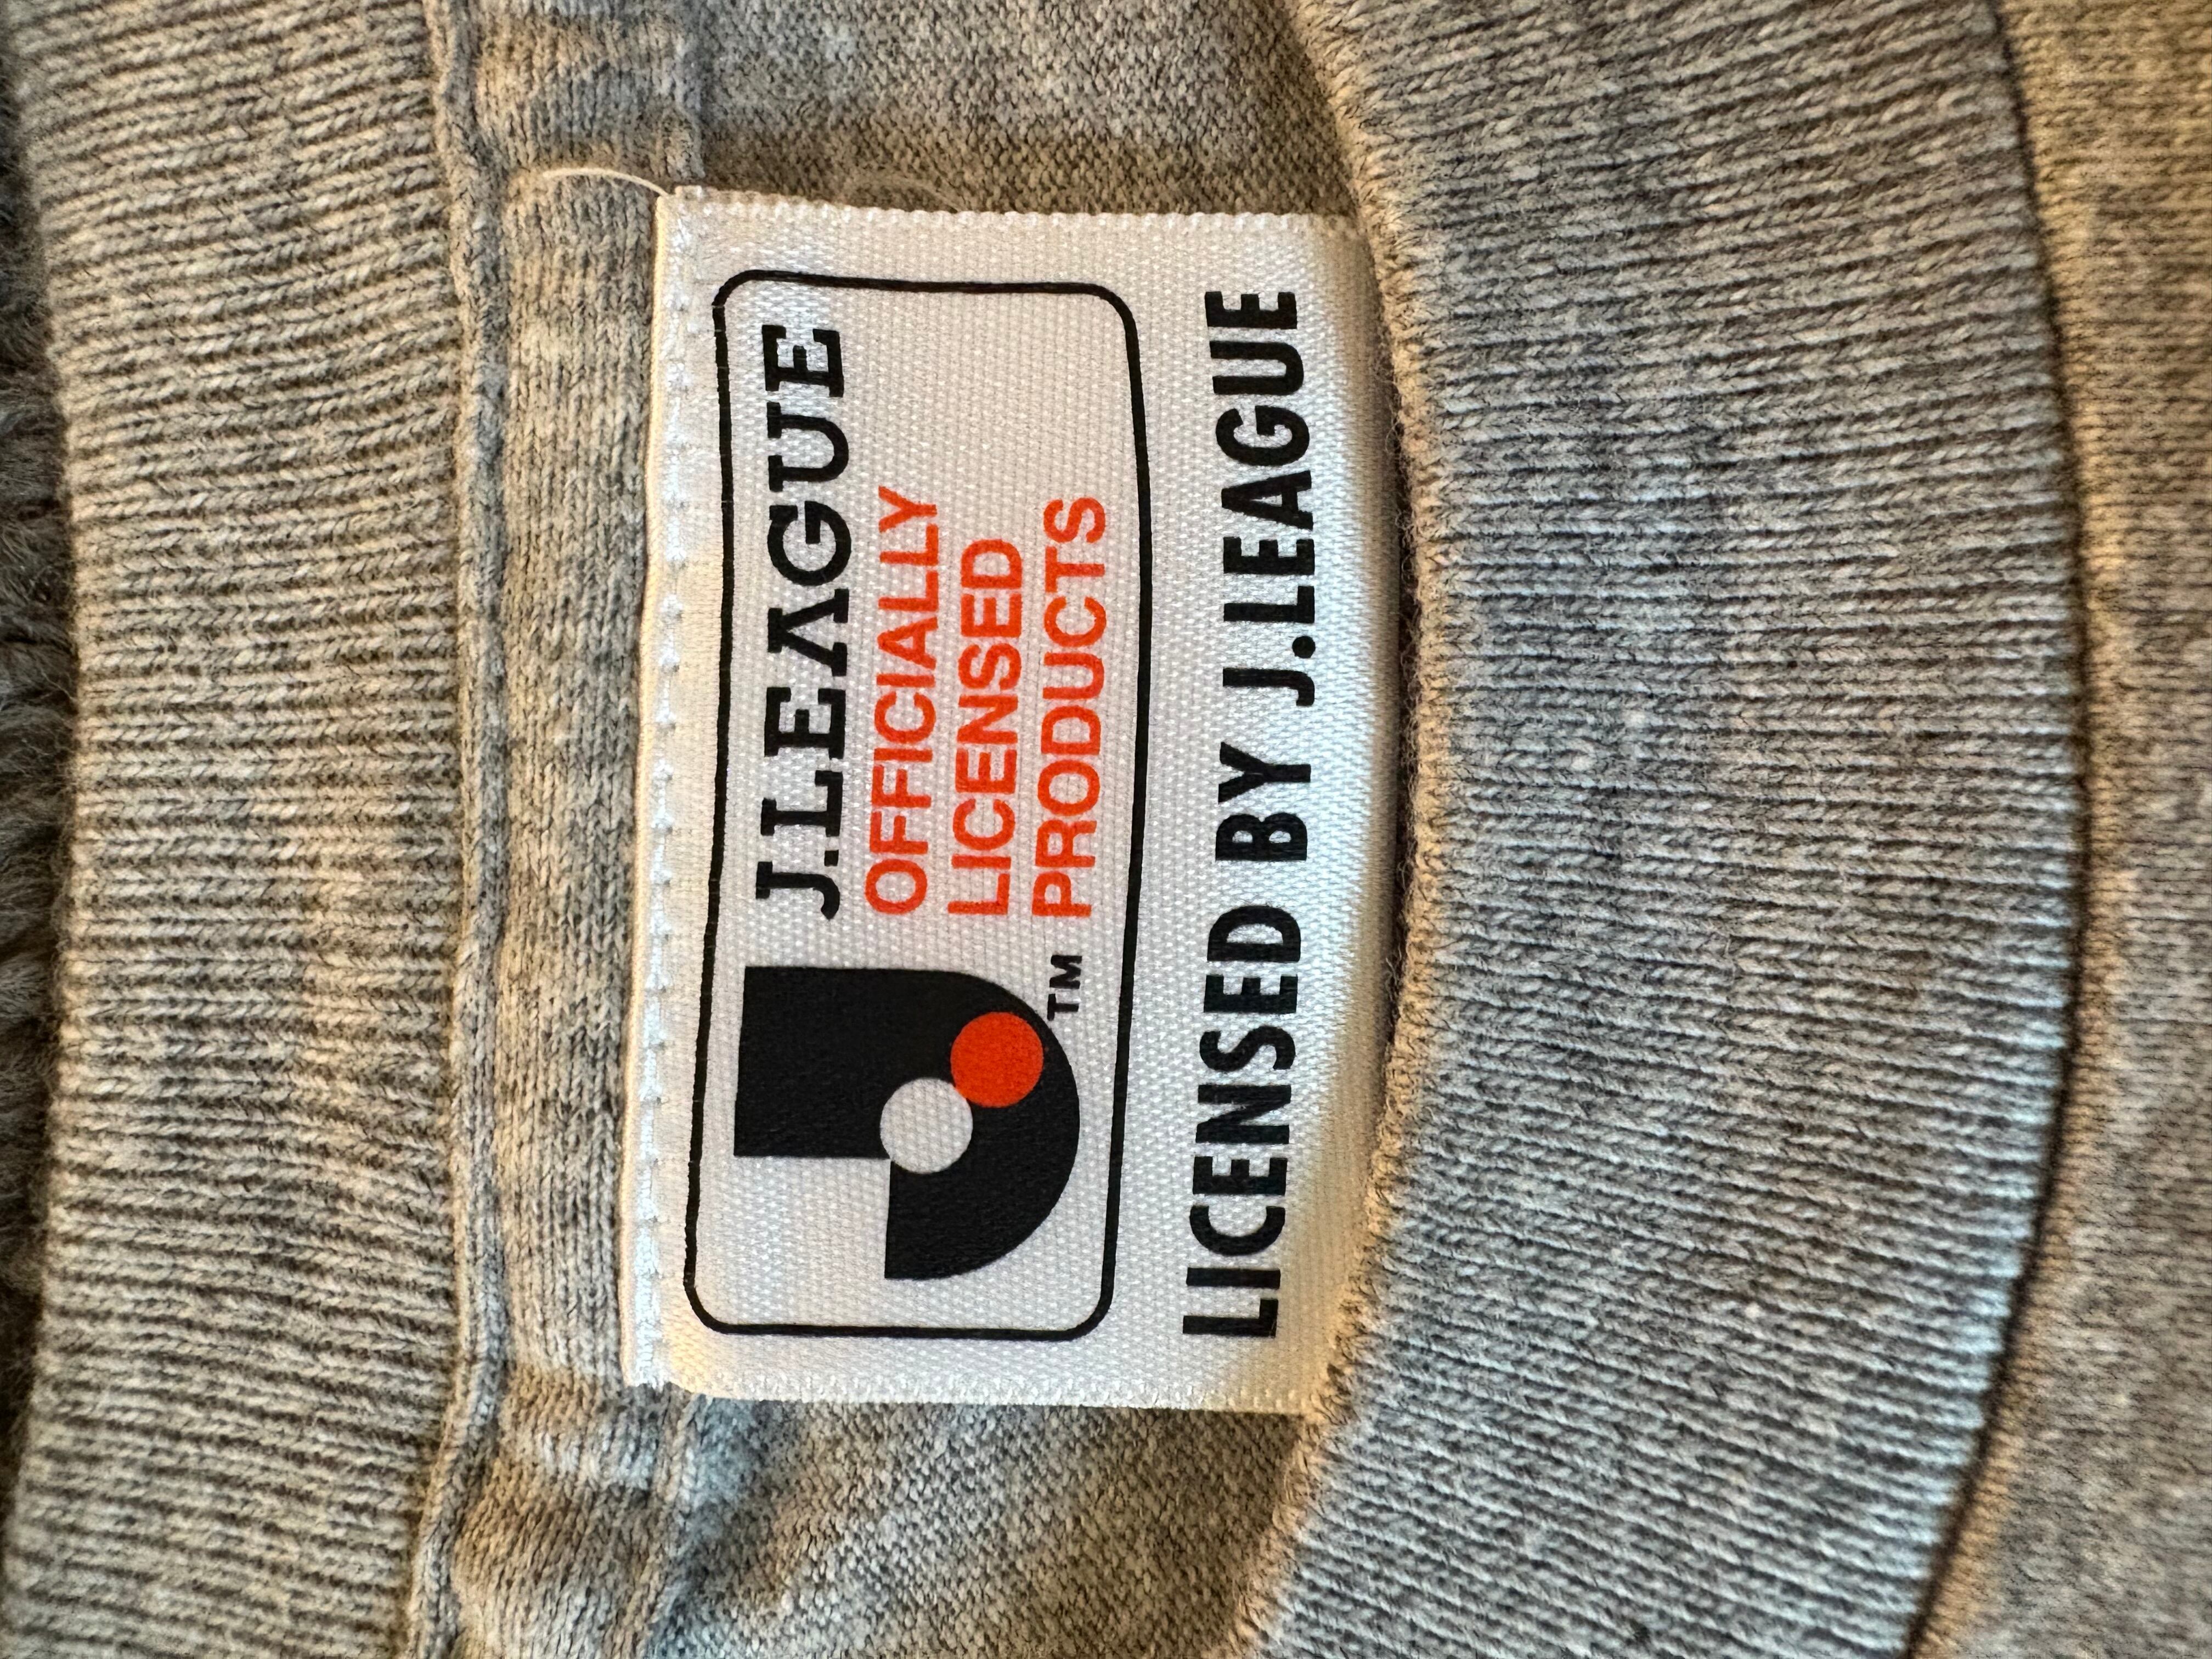 J.LEAGUE
OFFICIALLY
LICENSED
PRODUCTS
TM
LICENSED BY J.LEAGUE